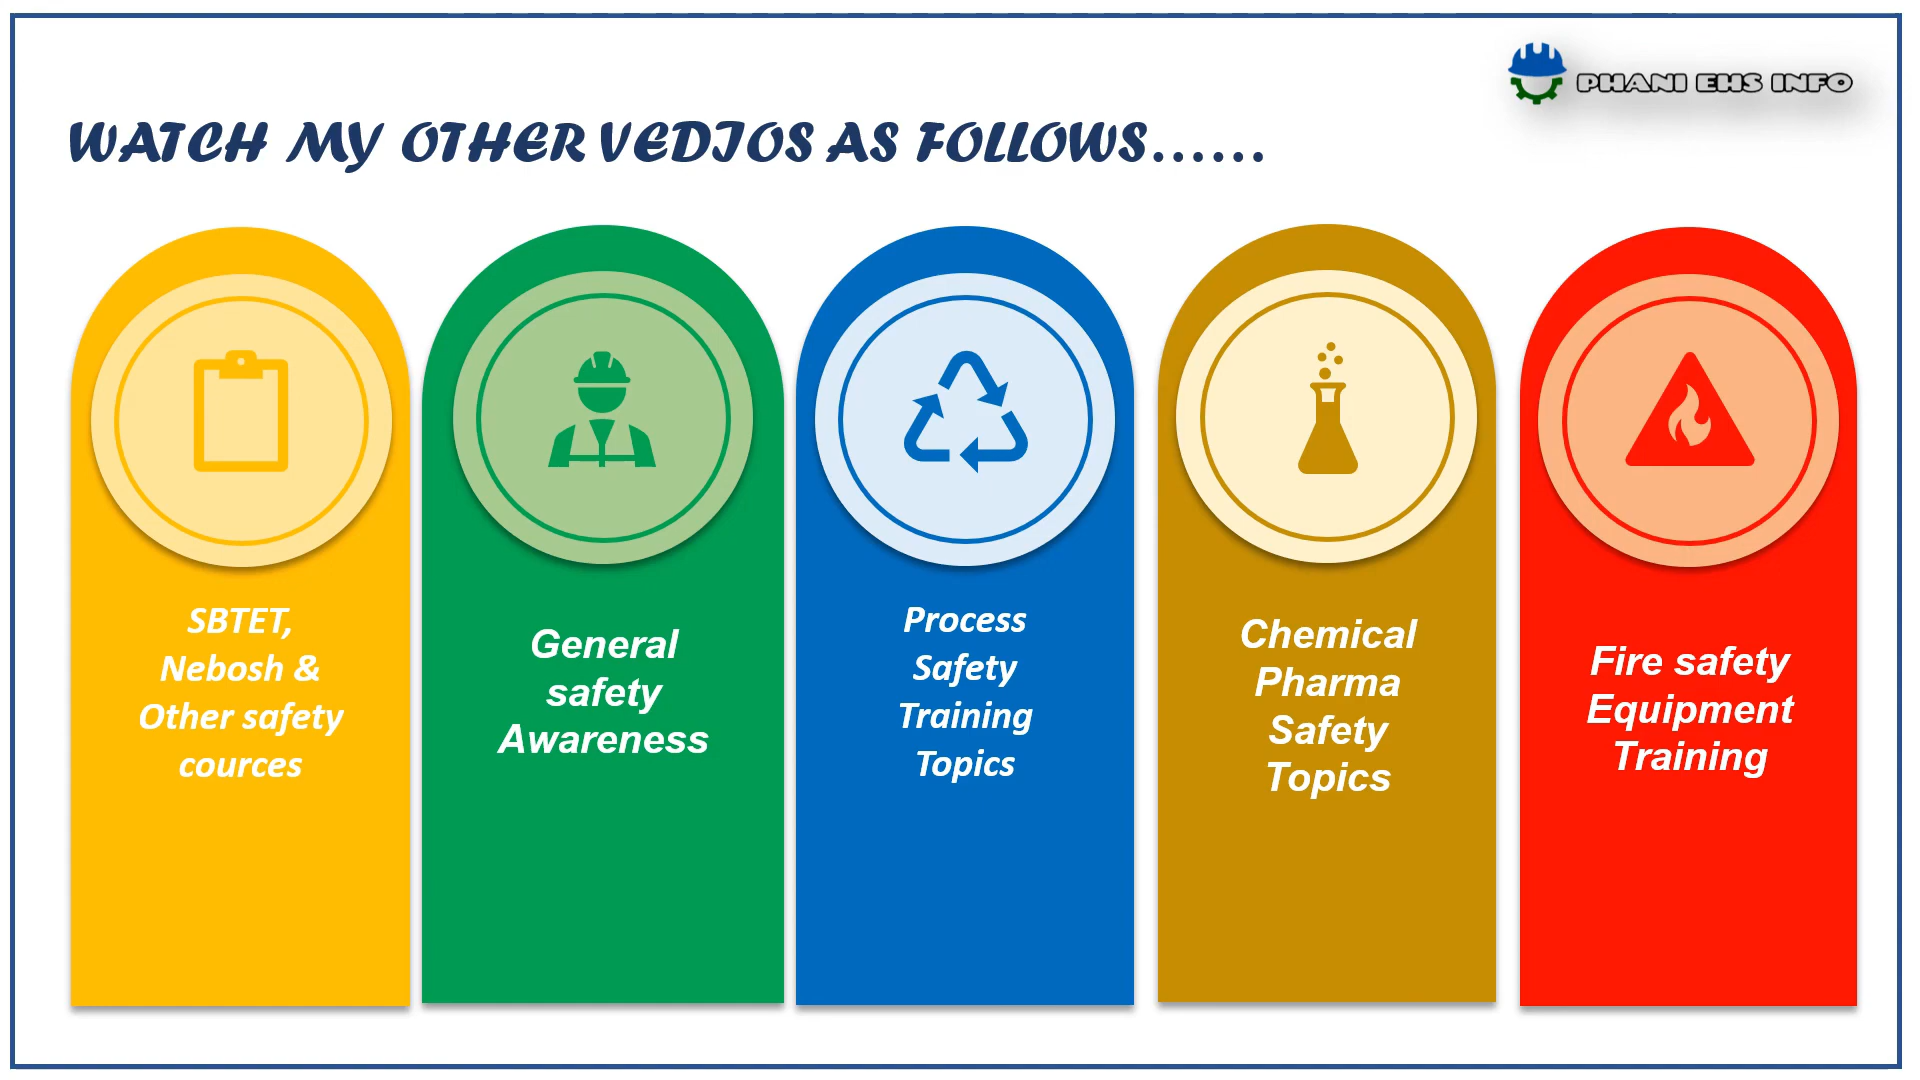 PHANI EHS INFO
WATCH MY OTHER VEDIOS AS FOLLOWS......
SBTET,
Nebosh &
Other safety
cources
General
safety
Awareness
Process
Safety
Training
Topics
Chemical
Pharma
Safety
Topics
Fire safety
Equipment
Training